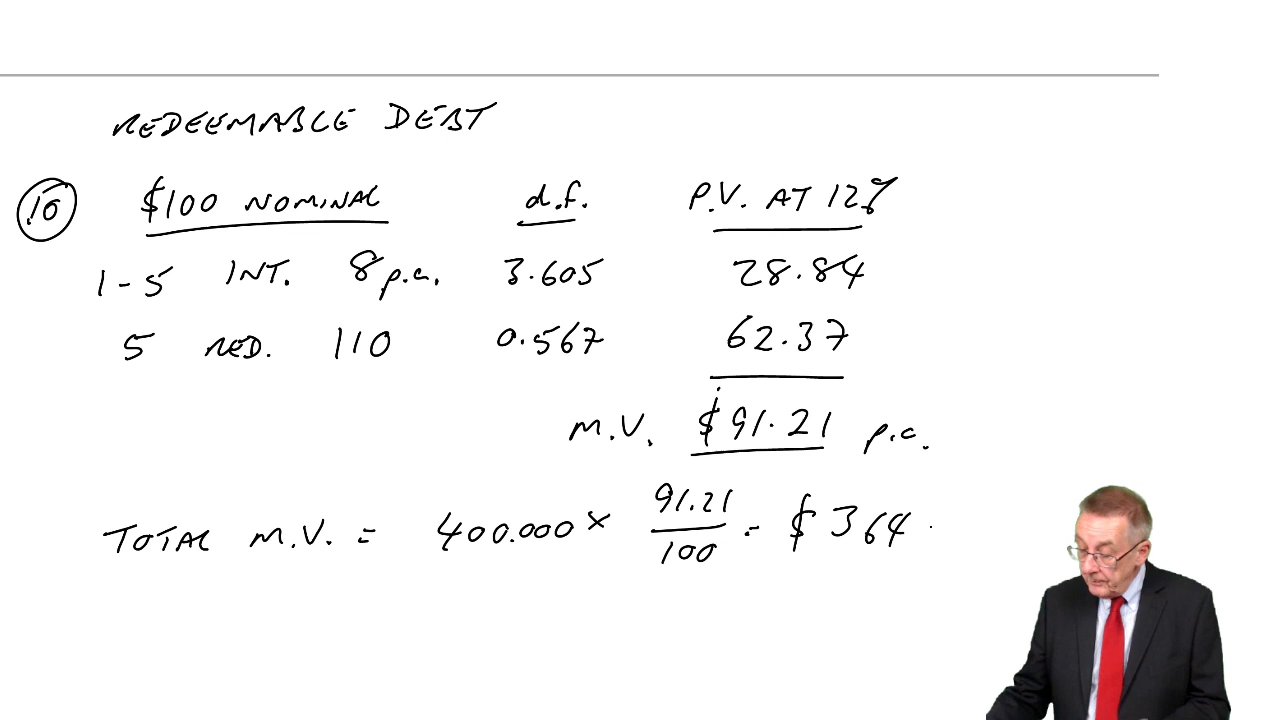 REDEEMABLE DEBT
10 $100 NOMINAL d.f. P.V. AT 12%
1-5 INT. 8 p.a. 3.605 28.84
5 RED. 110 0.567 62.37
M.V. $91.21 p.c.
TOTAL M.V. = 400.000 × 91.21/100 = $364